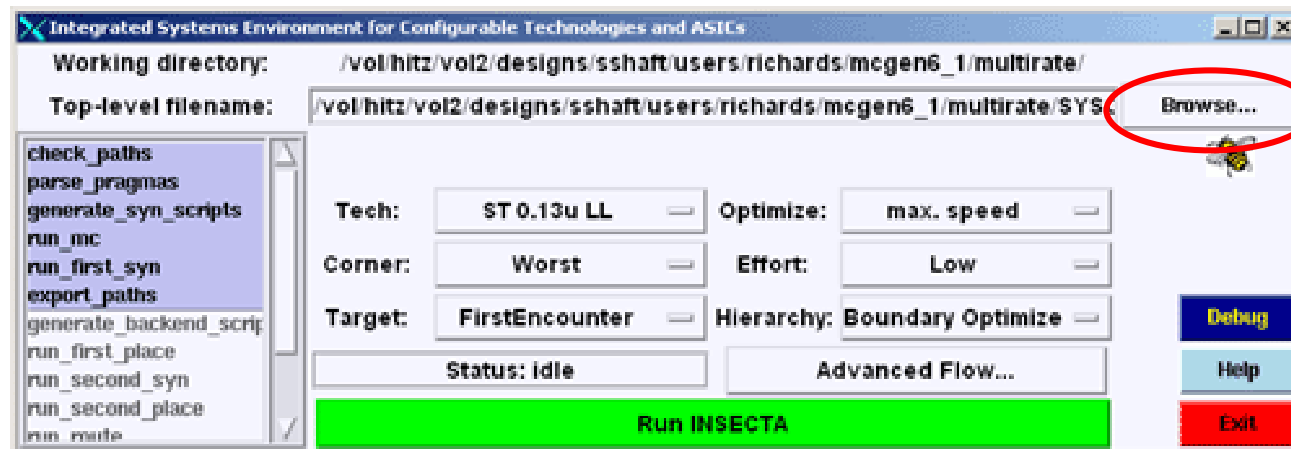 Integrated Systems Environment for Configurable Technologies and ASICs
Working directory: /vol/hitz/vol2/designs/sshaft/users/richards/mcgen6_1/multirate/
Top-level filename: /vol/hitz/vol2/designs/sshaft/users/richards/mcgen6_1/multirate/SYS. Browse...
check_paths
parse_pragmas
generate_syn_scripts
run_mc
run_first_syn
export_paths
generate_backend_scrip
run_first_place
run_second_syn
run_second_place
run_route
Tech: ST 0.13u LL Optimize: max. speed
Corner: Worst Effort: Low
Target: FirstEncounter Hierarchy: Boundary Optimize
Status: idle Advanced Flow...
Run INSECTA
Debug
Help
Exit